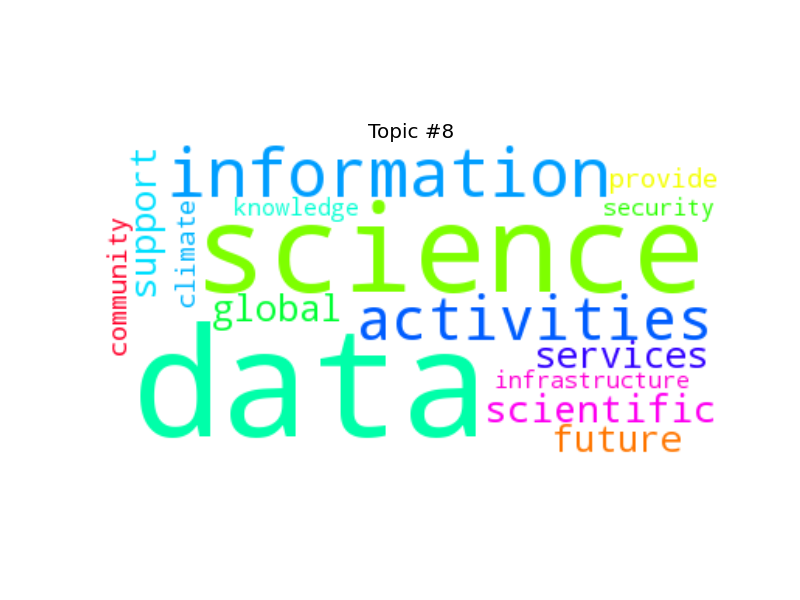 Topic #8
information
provide
support
knowledge
security
climate
science
community
global
activities
data
services
infrastructure
scientific
future